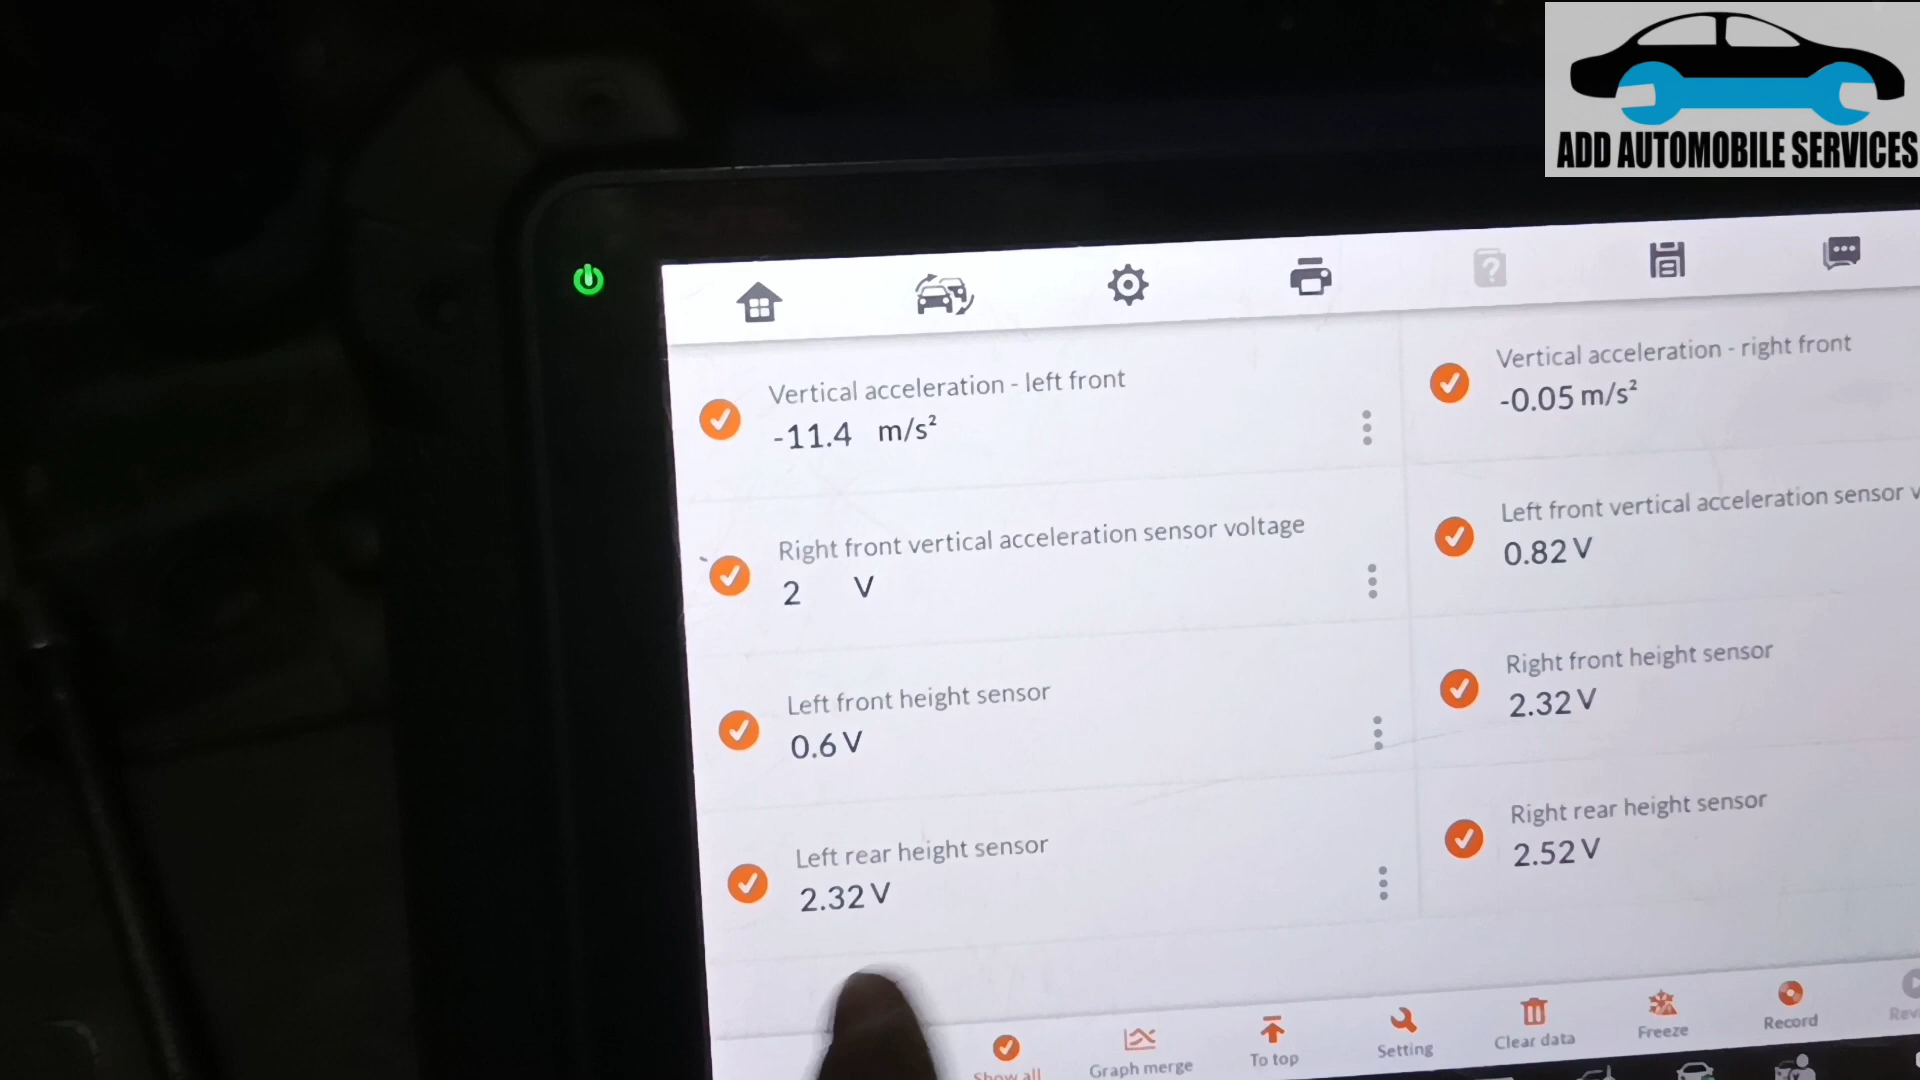 ADD AUTOMOBILE SERVICES
Vertical acceleration - left front
-11.4 m/s²
Vertical acceleration - right front
-0.05 m/s²
Right front vertical acceleration sensor voltage
2 V
Left front vertical acceleration sensor
0.82 V
Left front height sensor
0.6 V
Right front height sensor
2.32 V
Left rear height sensor
2.32 V
Right rear height sensor
2.52 V
Show all
Graph merge
To top
Setting
Clear data
Freeze
Record